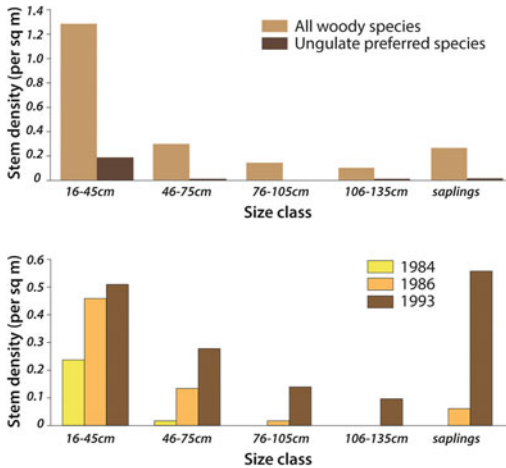 Stem density (per sq m)
1.4
1.2
1.0
0.8
0.6
0.4
0.2
0
All woody species
Ungulate preferred species
16-45cm 46-75cm 76-105cm 106-135cm saplings
Size class
Stem density (per sq m)
0.6
0.5
0.4
0.3
0.2
0.1
0
1984
1986
1993
16-45cm 46-75cm 76-105cm 106-135cm saplings
Size class